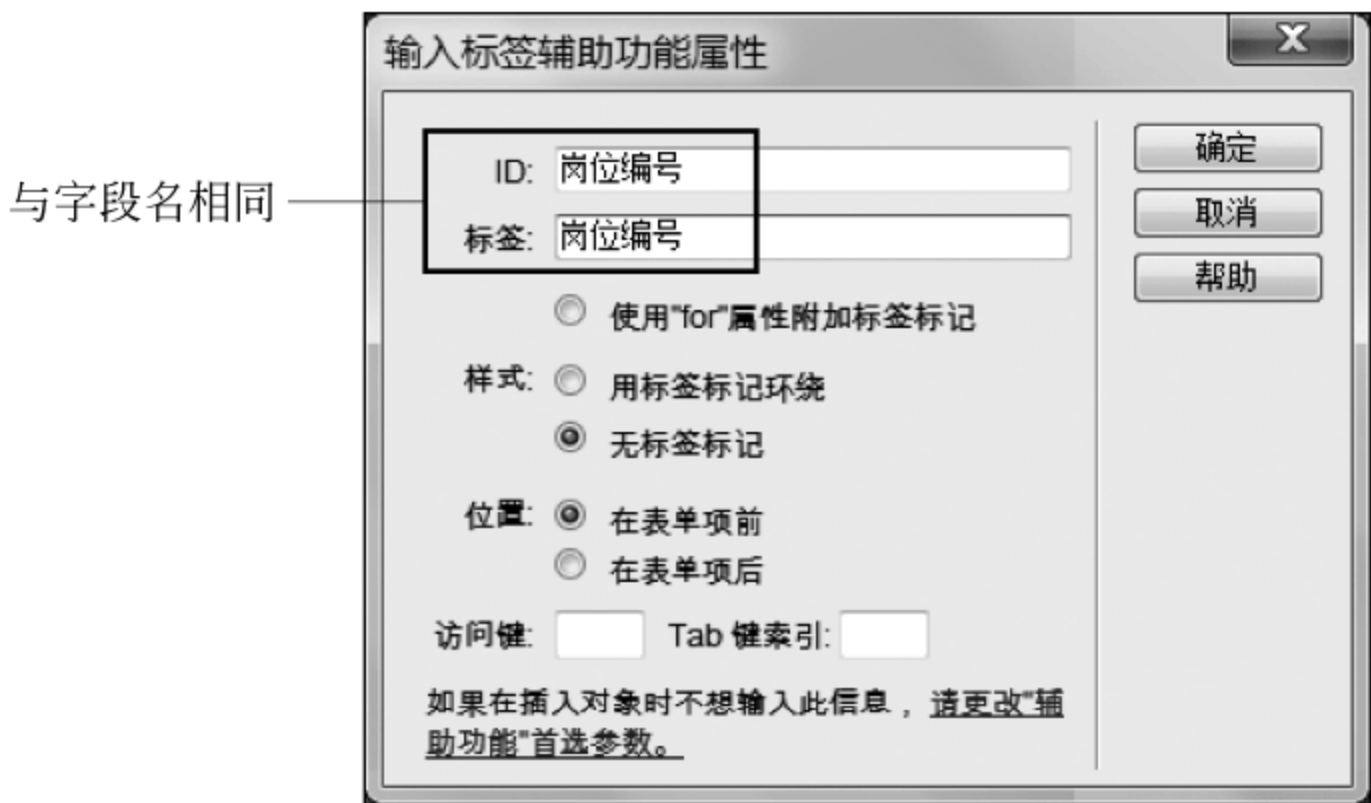 输入标签辅助功能属性
X
与字段名相同
ID: 岗位编号
标签: 岗位编号
确定
取消
帮助
使用"for"属性附加标签标记
样式: 用标签标记环绕
无标签标记
位置: 在表单项前
在表单项后
访问键: Tab 键索引:
如果在插入对象时不想输入此信息，请更改"辅
助功能"首选参数。